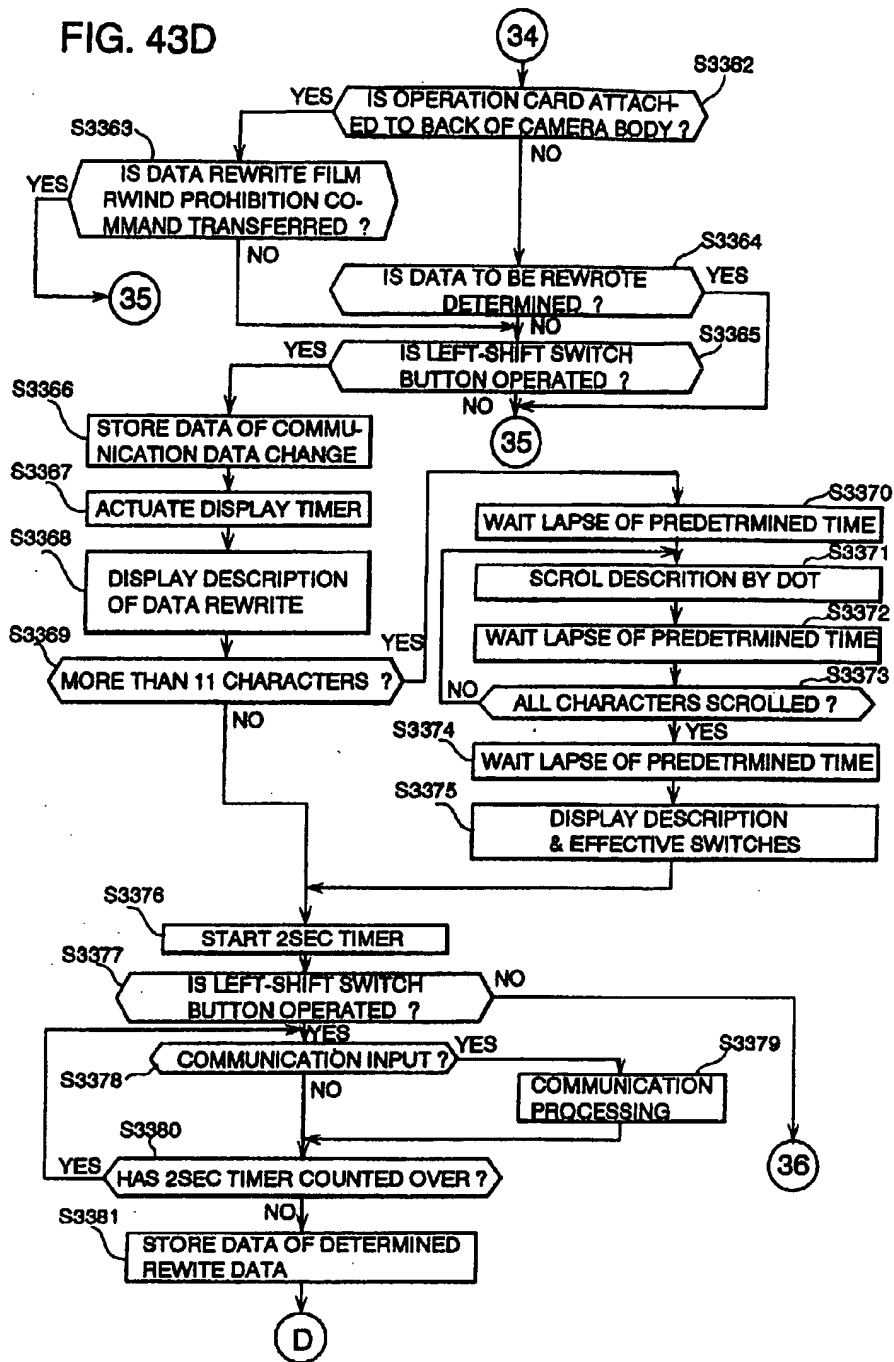 FIG. 43D
34
S3362
YES
IS OPERATION CARD ATTACH-
ED TO BACK OF CAMERA BODY ?
S3363
NO
YES
IS DATA REWRITE FILM
RWIND PROHIBITION CO-
MMAND TRANSFERRED ?
NO
S3364
35
IS DATA TO BE REWROTE
DETERMINED ?
YES
NO
S3365
YES
IS LEFT-SHIFT SWITCH
BUTTON OPERATED ?
NO
35
S3366
STORE DATA OF COMMU-
NICATION DATA CHANGE
S3367
ACTUATE DISPLAY TIMER
S3368
DISPLAY DESCRIPTION
OF DATA REWRITE
S3369
MORE THAN 11 CHARACTERS ?
YES
NO
S3370
WAIT LAPSE OF PREDETRMINED TIME
S3371
SCROL DESCRITION BY DOT
S3372
WAIT LAPSE OF PREDETRMINED TIME
S3373
NO
ALL CHARACTERS SCROLLED ?
YES
S3374
WAIT LAPSE OF PREDETRMINED TIME
S3375
DISPLAY DESCRIPTION
& EFFECTIVE SWITCHES
S3376
START 2SEC TIMER
S3377
IS LEFT-SHIFT SWITCH
BUTTON OPERATED ?
NO
YES
S3378
COMMUNICATION INPUT ?
YES
NO
S3379
COMMUNICATION
PROCESSING
S3380
YES
HAS 2SEC TIMER COUNTED OVER ?
36
NO
S3381
STORE DATA OF DETERMINED
REWITE DATA
D